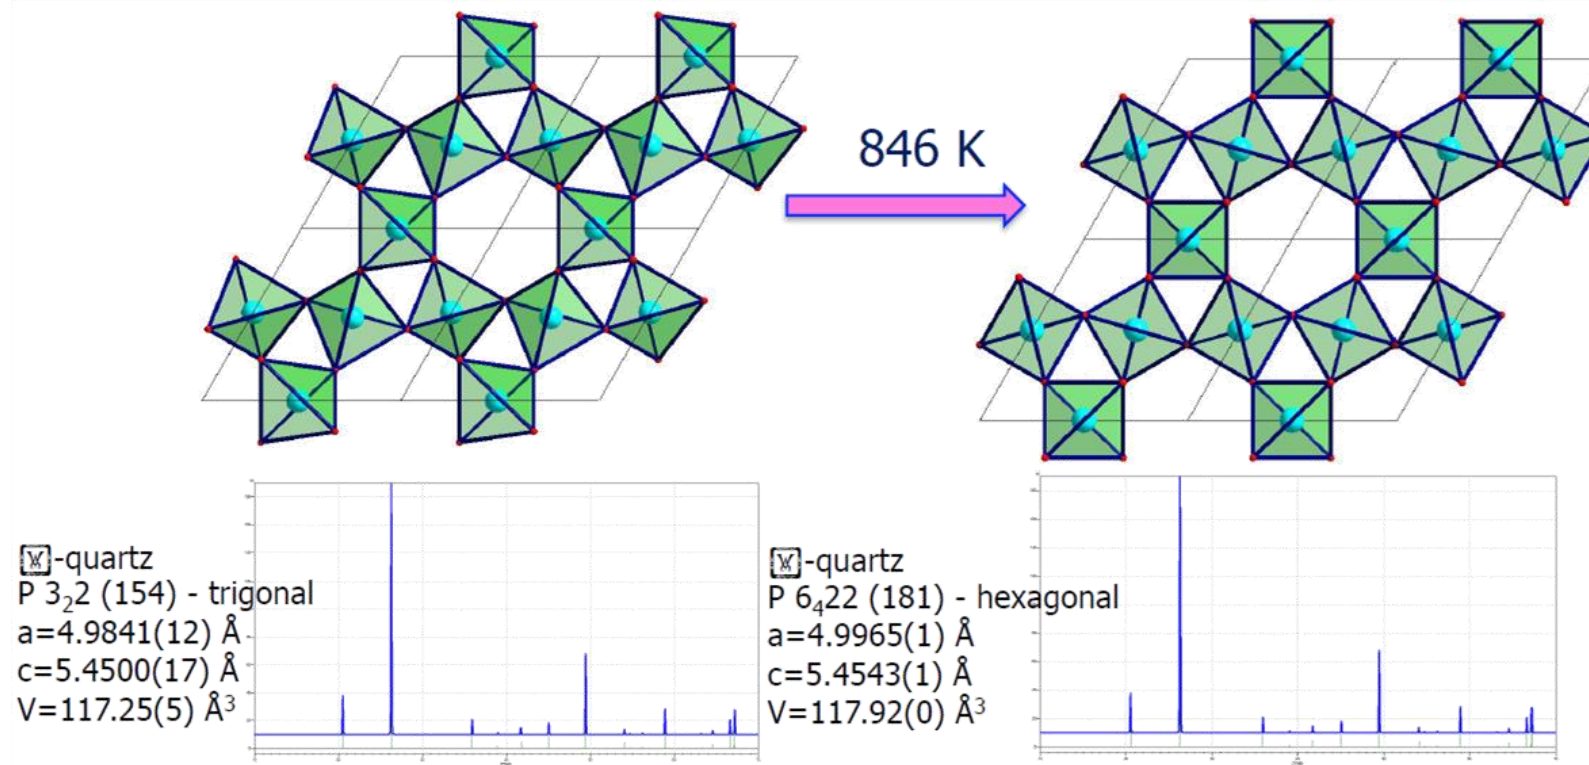 846 K
-quartz
P 3₂2 (154) - trigonal
a=4.9841(12) Å
c=5.4500(17) Å
V=117.25(5) Å³
-quartz
P 6₄22 (181) - hexagonal
a=4.9965(1) Å
c=5.4543(1) Å
V=117.92(0) Å³